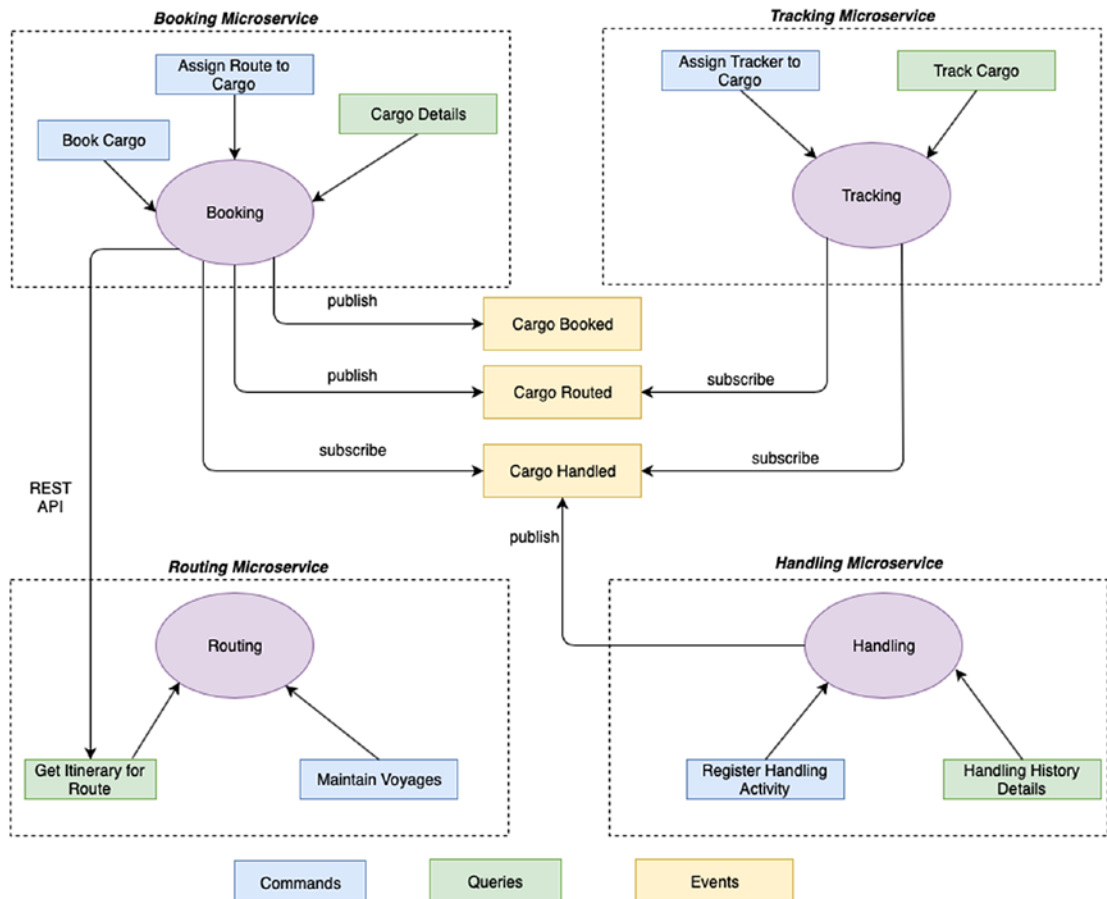 Booking Microservice
Tracking Microservice
Assign Route to
Cargo
Cargo Details
Book Cargo
Booking
Assign Tracker to
Cargo
Track Cargo
Tracking
publish
Cargo Booked
publish
Cargo Routed
subscribe
subscribe
Cargo Handled
subscribe
REST
API
publish
Routing Microservice
Handling Microservice
Routing
Handling
Get Itinerary for
Route
Maintain Voyages
Register Handling
Activity
Handling History
Details
Commands
Queries
Events